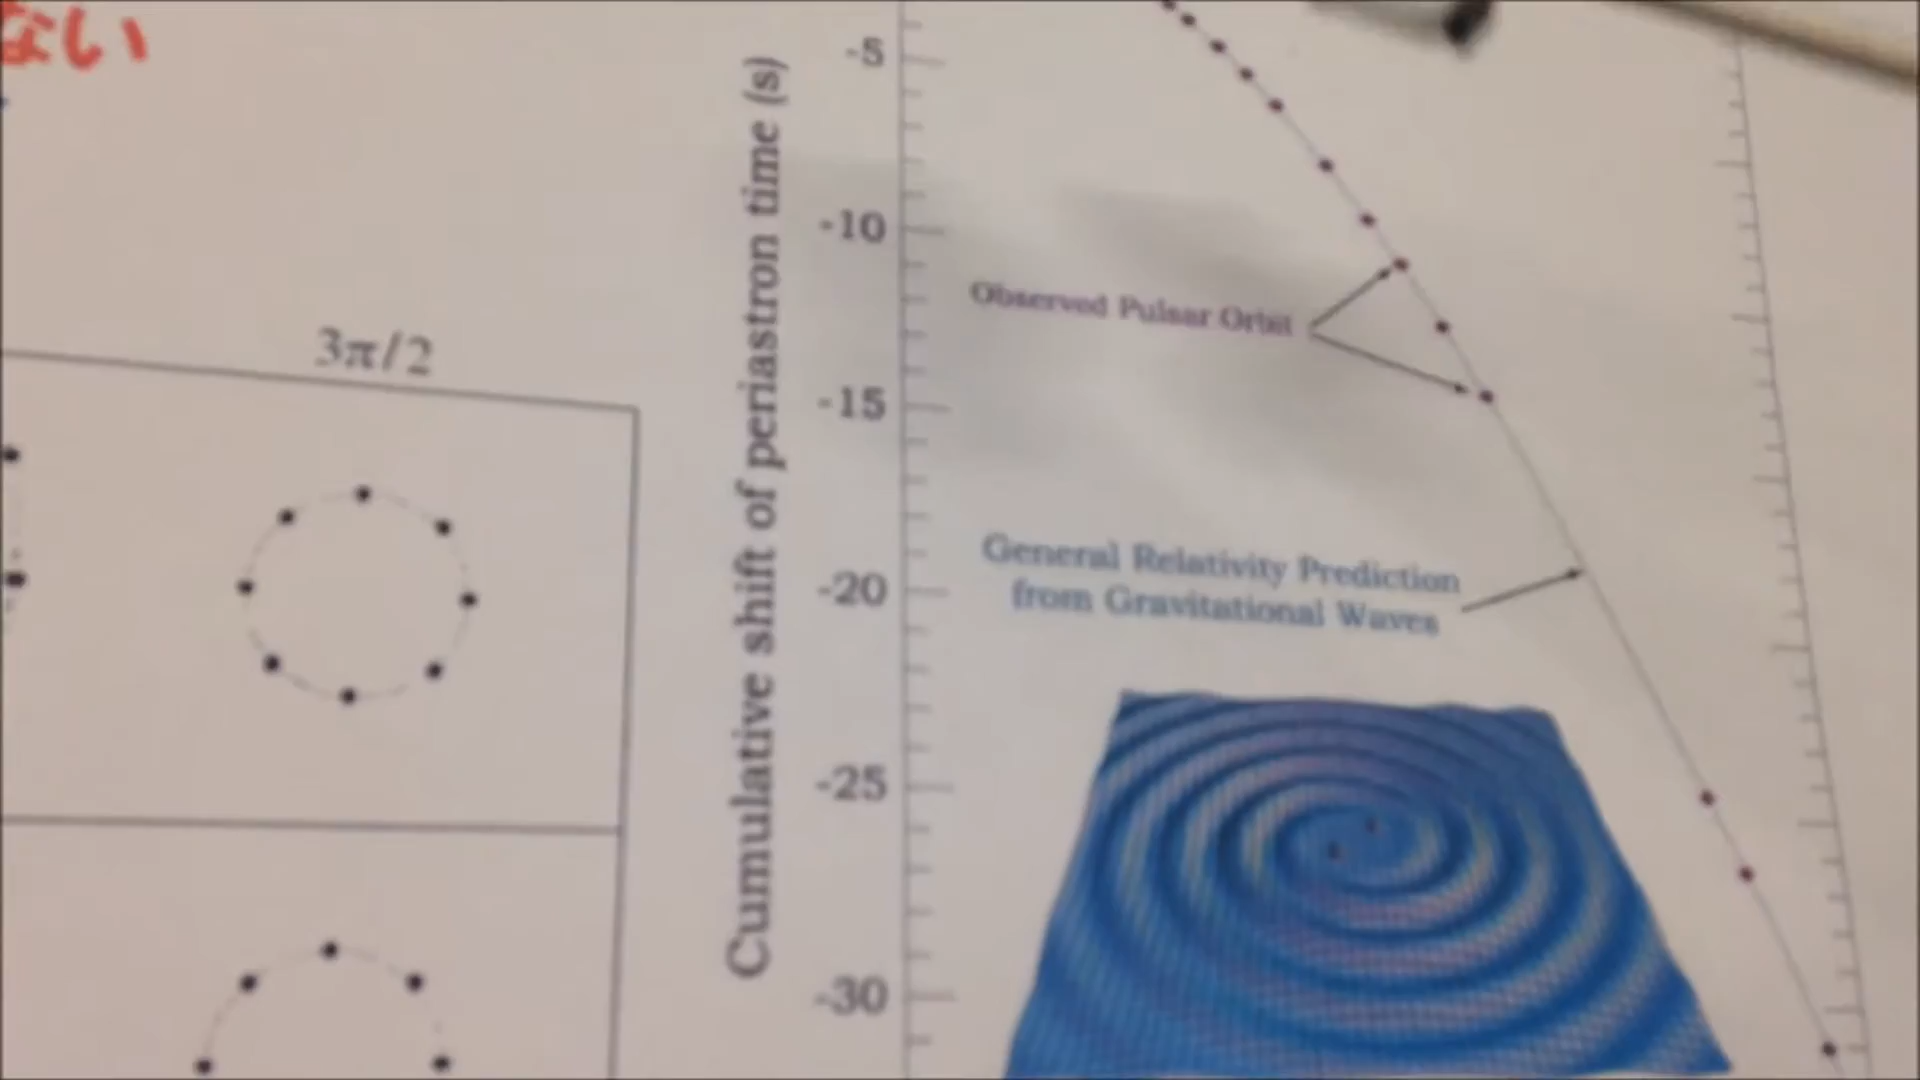 ない
3π/2
Cumulative shift of periastron time (s)
-5
-10
-15
-20
-25
-30
Observed Pulsar Orbit
General Relativity Prediction
from Gravitational Waves